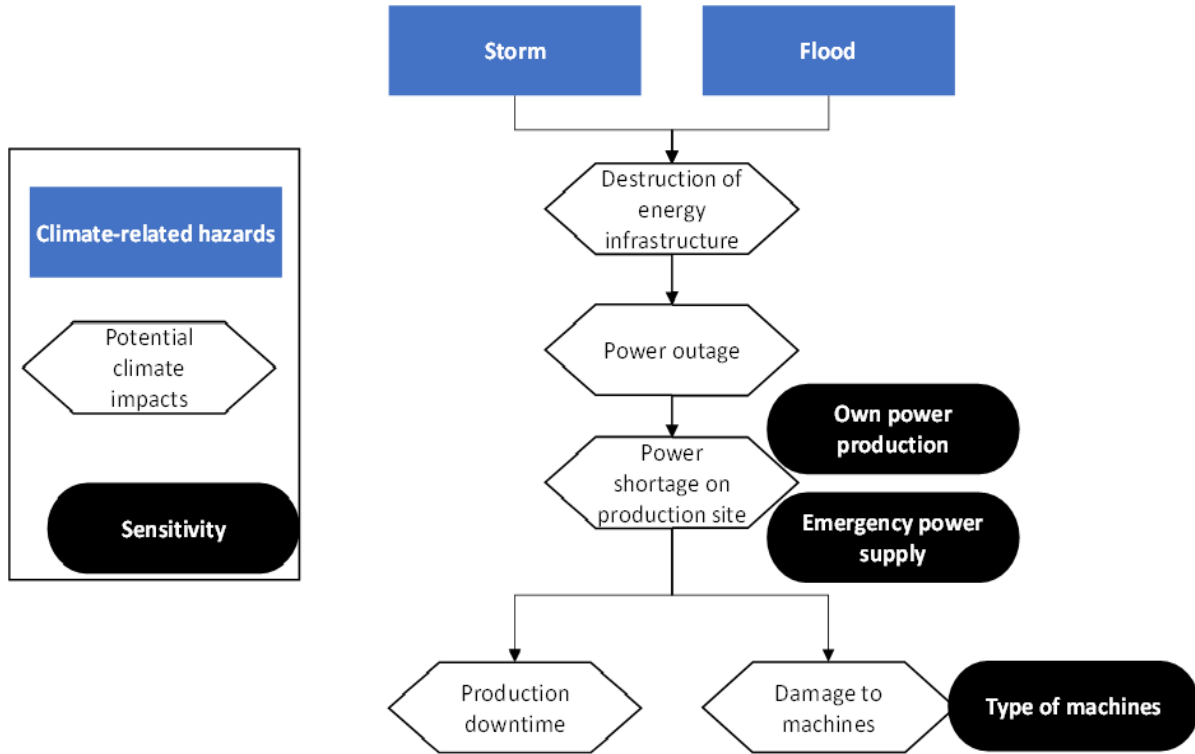 Storm
Flood
Climate-related hazards
Potential
climate
impacts
Sensitivity
Destruction of
energy
infrastructure
Power outage
Own power
production
Power
shortage on
production site
Emergency power
supply
Production
downtime
Damage to
machines
Type of machines